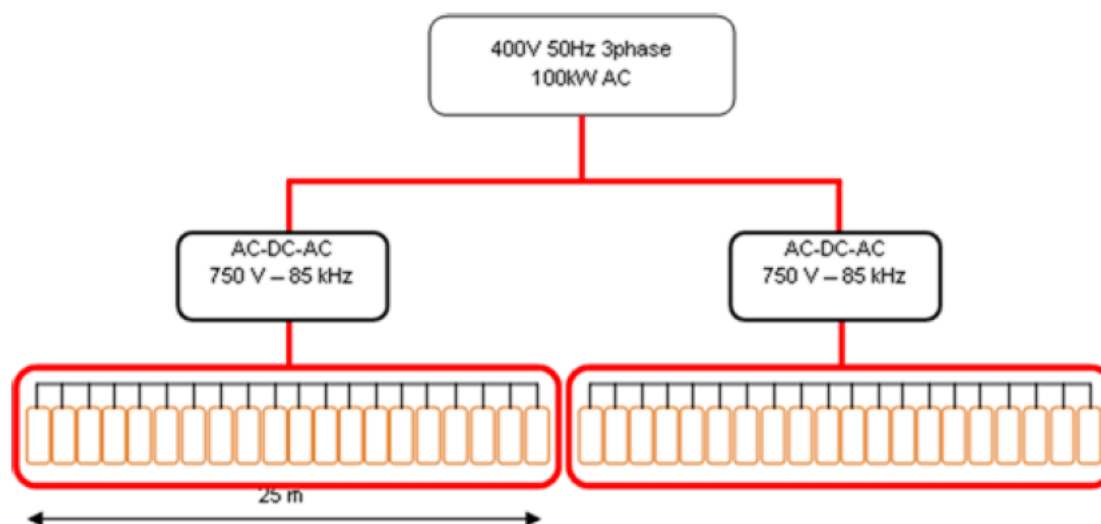 400V 50Hz 3phase
100kW AC
AC-DC-AC
750 V – 85 kHz
AC-DC-AC
750 V – 85 kHz
25 m